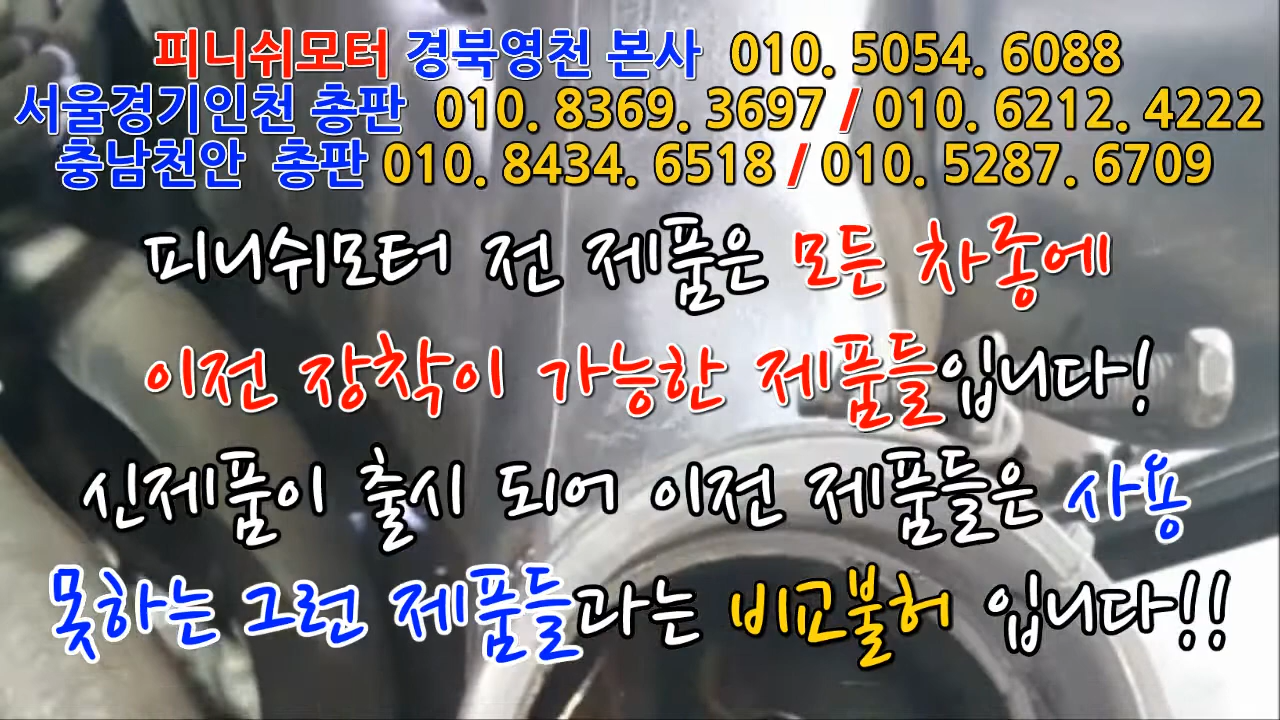 피니쉬모터 경북영천 본사 010. 5054. 6088
서울경기인천 총판 010. 8369. 3697 / 010. 6212. 4222
충남천안 총판 010. 8434. 6518 / 010. 5287. 6709
피니쉬모터 전 제품은 모든 차종에
이전 장착이 가능한 제품들입니다!
신제품이 출시 되어 이전 제품들은 사용
못하는 그런 제품들과는 비교불허 입니다!!